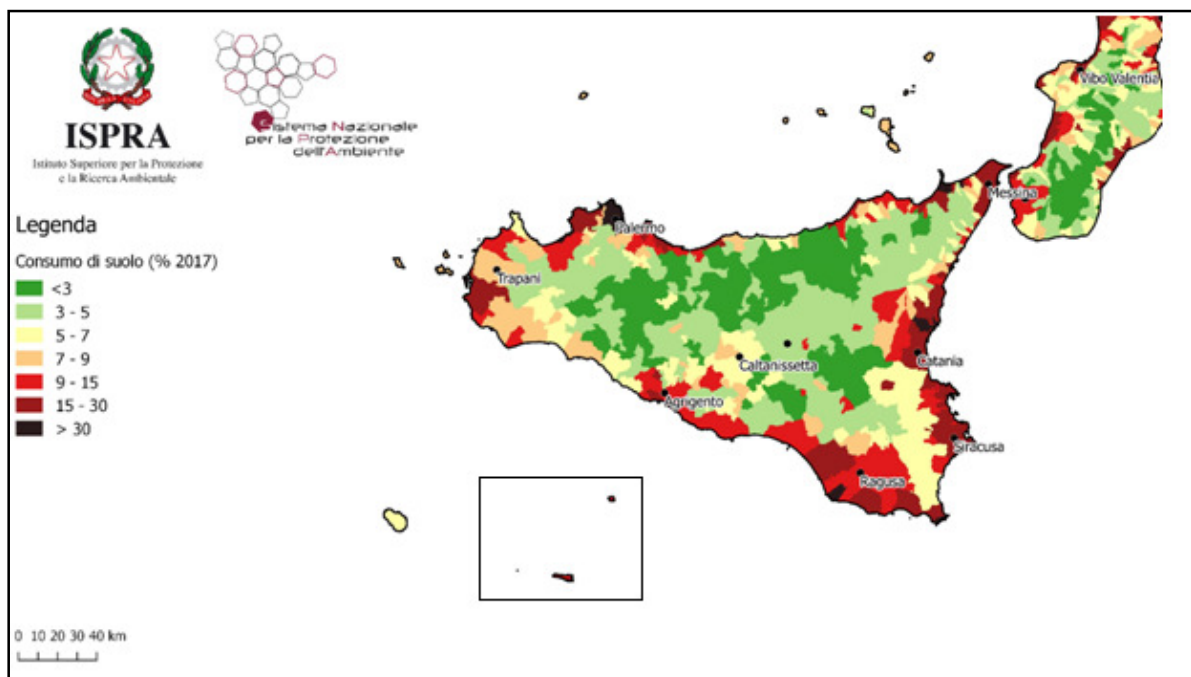 ISPRA
Istituto Superiore per la Protezione
e la Ricerca Ambientale
Sistema Nazionale
per la Protezione
dell'Ambiente
Legenda
Consumo di suolo (% 2017)
<3
3 - 5
5 - 7
7 - 9
9 - 15
15 - 30
> 30
Vibo Valentia
Messina
Palermo
Trapani
Caltanissetta
Catania
Agrigento
Siracusa
Ragusa
0 10 20 30 40 km